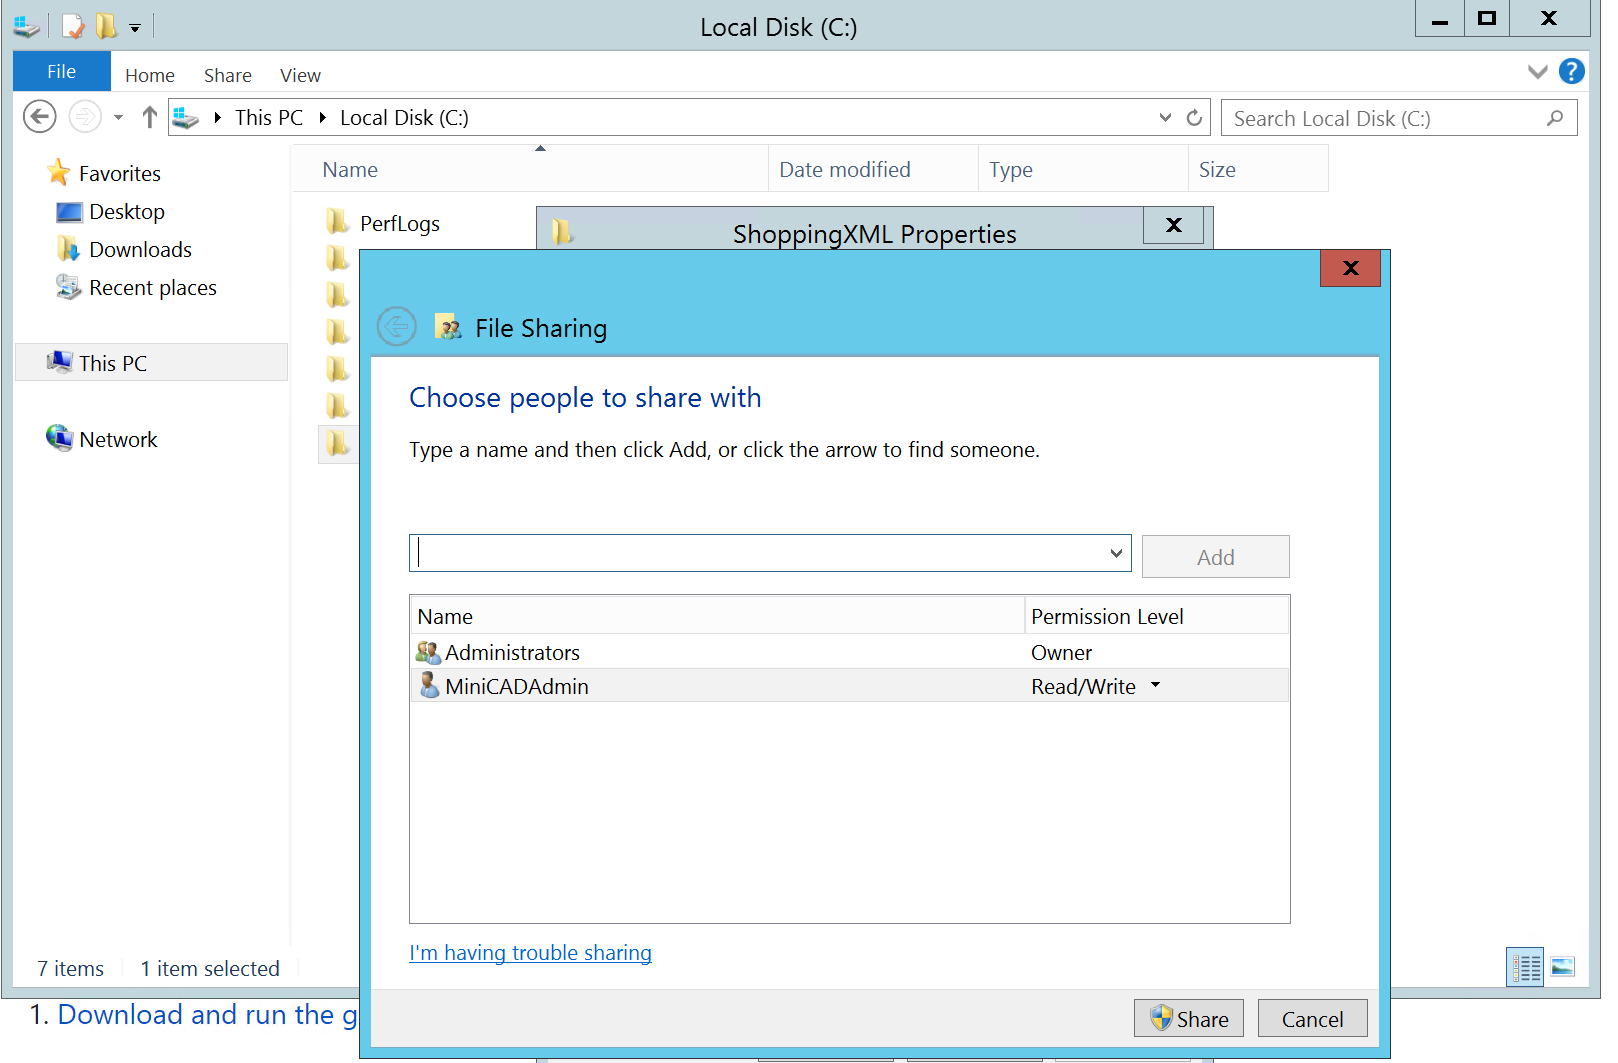 Local Disk (C:)
File Home Share View
This PC Local Disk (C:)
Search Local Disk (C:)
Favorites
Desktop
Downloads
Recent places
This PC
Network
Name Date modified Type Size
PerfLogs
ShoppingXML Properties
File Sharing
Choose people to share with
Type a name and then click Add, or click the arrow to find someone.
Add
Name Permission Level
Administrators Owner
MiniCADAdmin Read/Write
I'm having trouble sharing
Share Cancel
7 items 1 item selected
1. Download and run the g